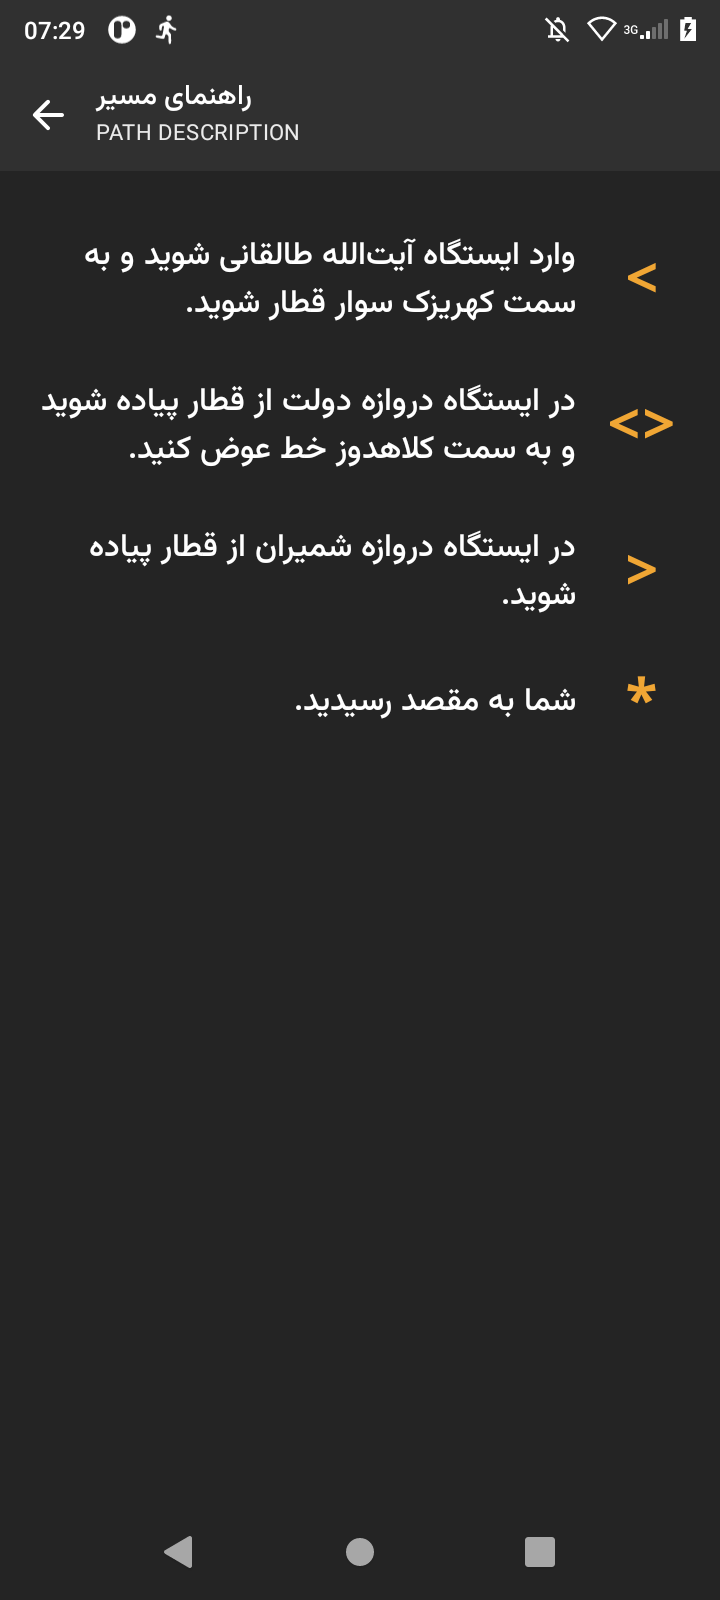 07:29
3G
راهنمای مسیر
PATH DESCRIPTION
وارد ایستگاه آیت‌الله طالقانی شوید و به
سمت کهریزک سوار قطار شوید.
<
در ایستگاه دروازه دولت از قطار پیاده شوید
و به سمت کلاهدوز خط عوض کنید.
<>
در ایستگاه دروازه شمیران از قطار پیاده
شوید.
>
شما به مقصد رسیدید.
*